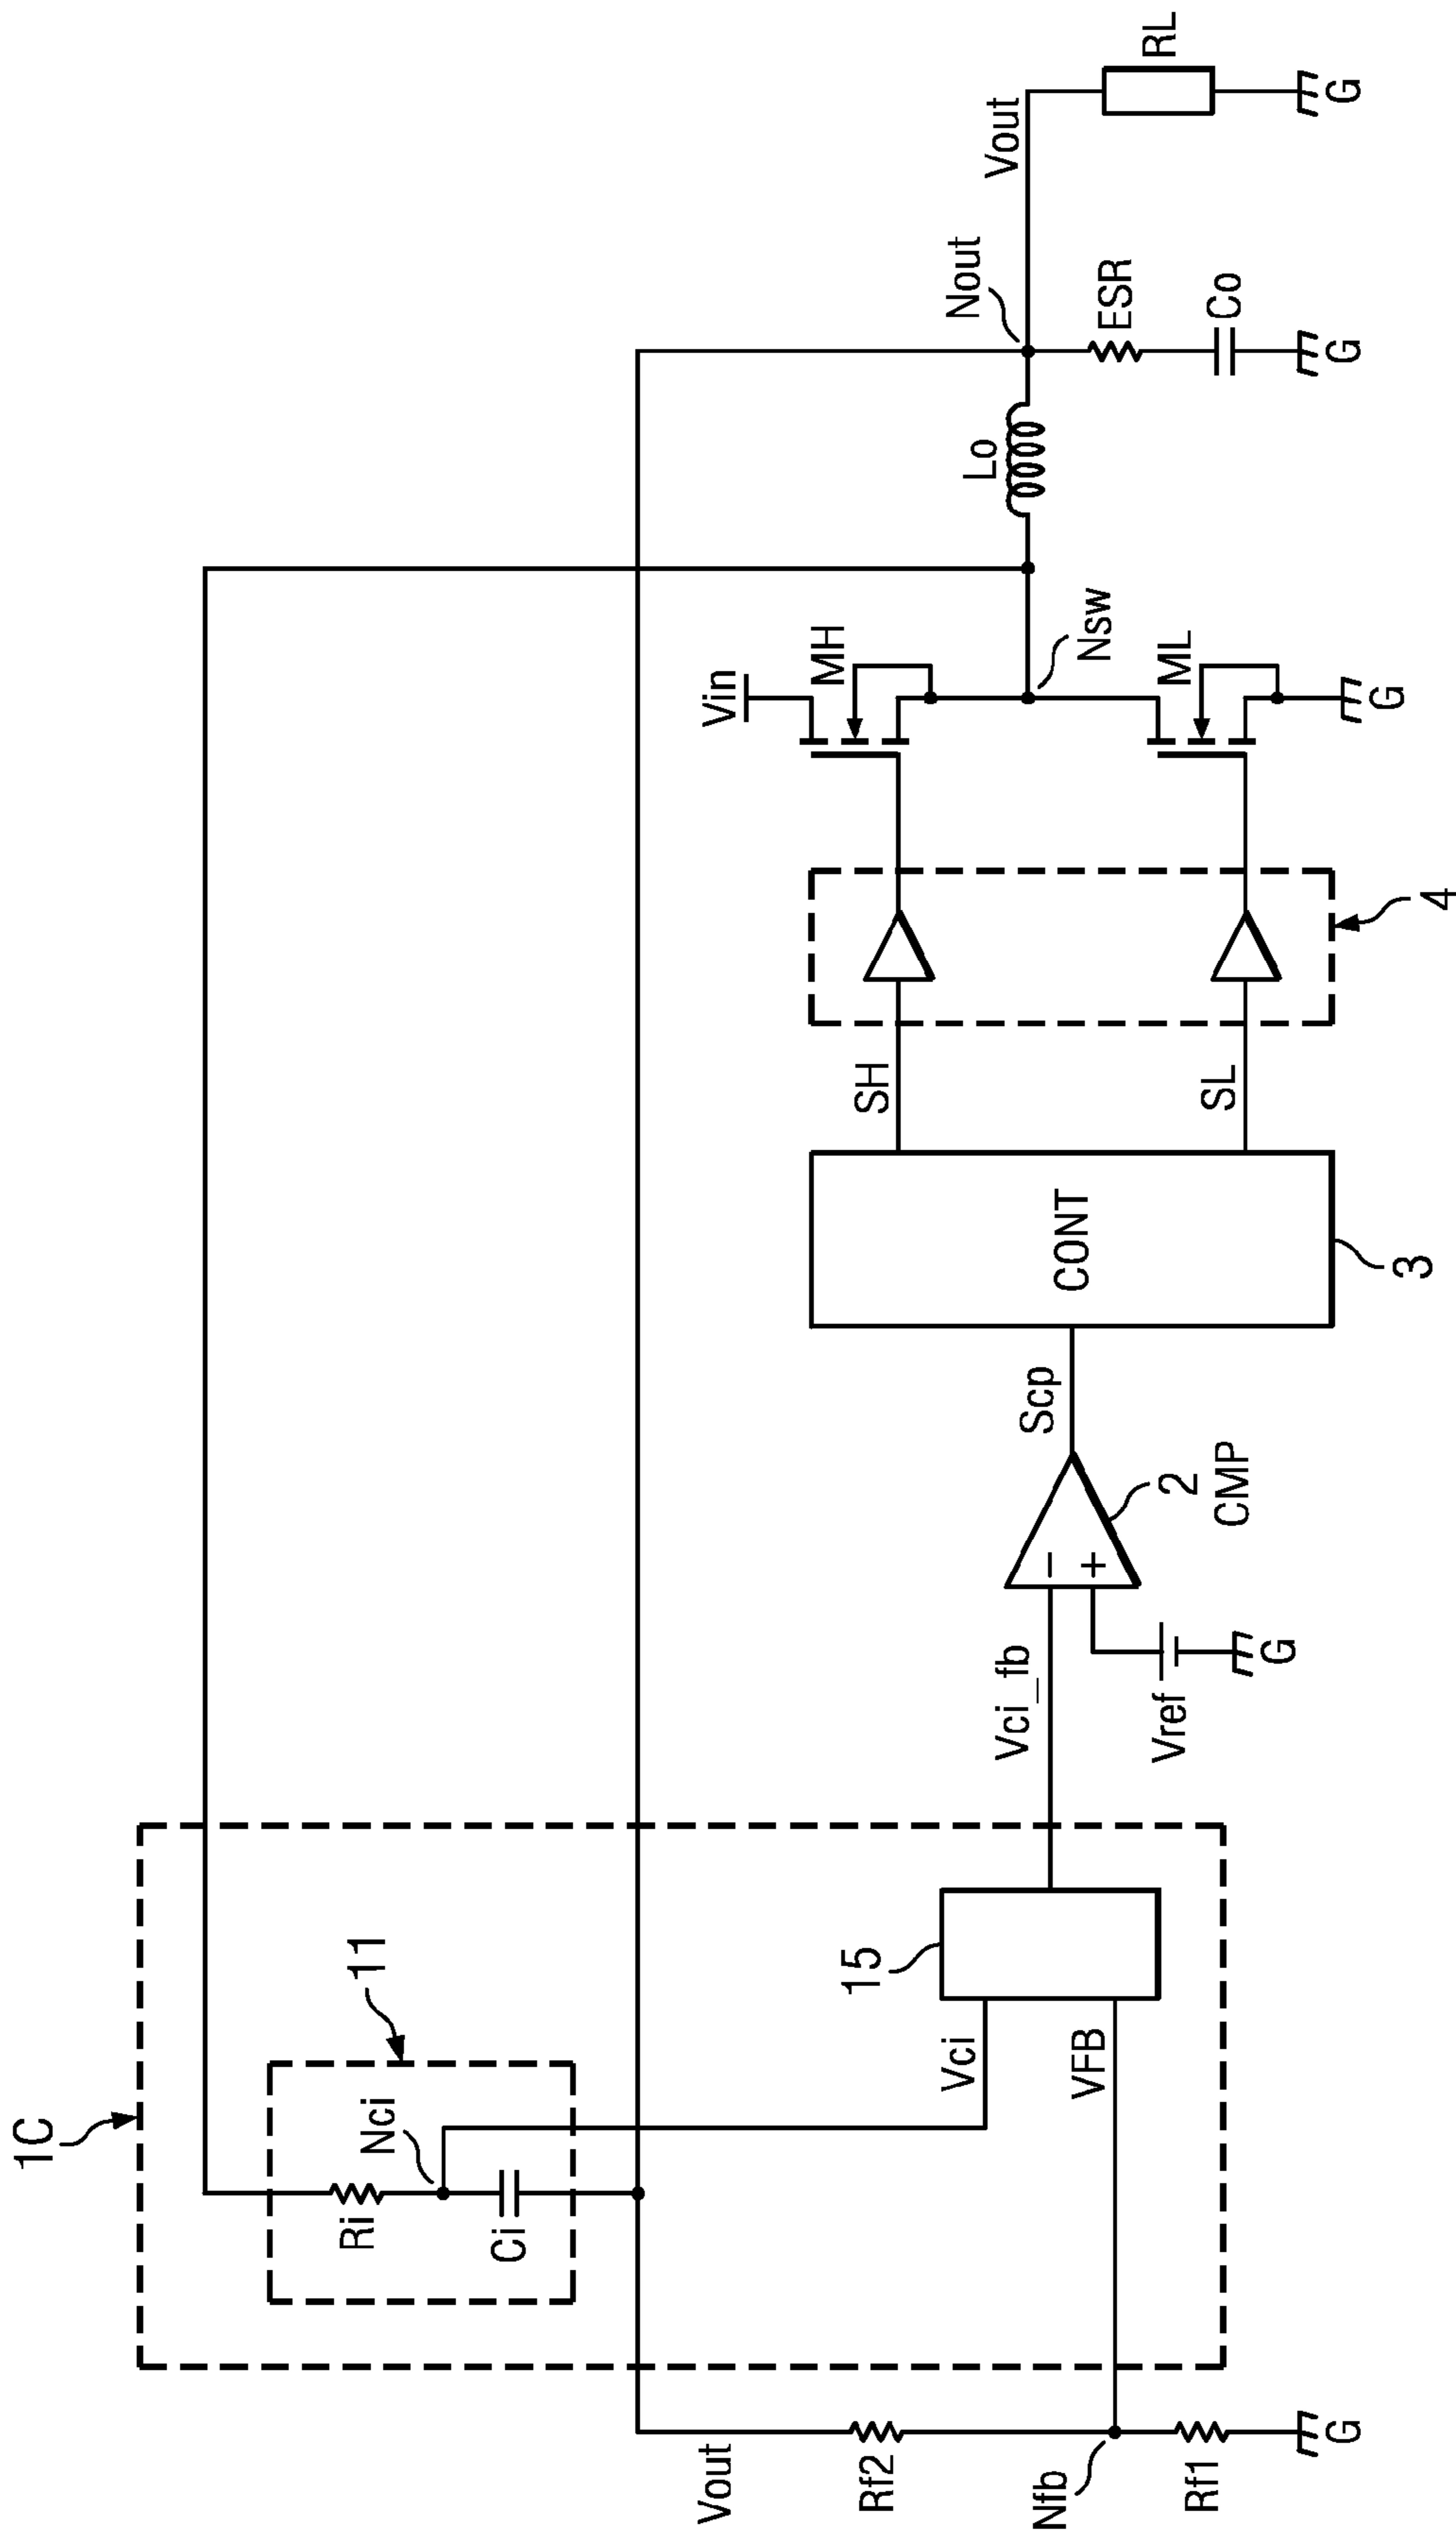 1C
11
Ri
Nci
Ci
Vout
Rf2
Nfb
Rf1
G
Vci
VFB
15
Vci_fb
Vref
G
-
+
2
CMP
Scp
CONT
3
SH
SL
4
Vin
MH
Nsw
ML
G
Lo
Nout
ESR
Co
G
Vout
RL
G